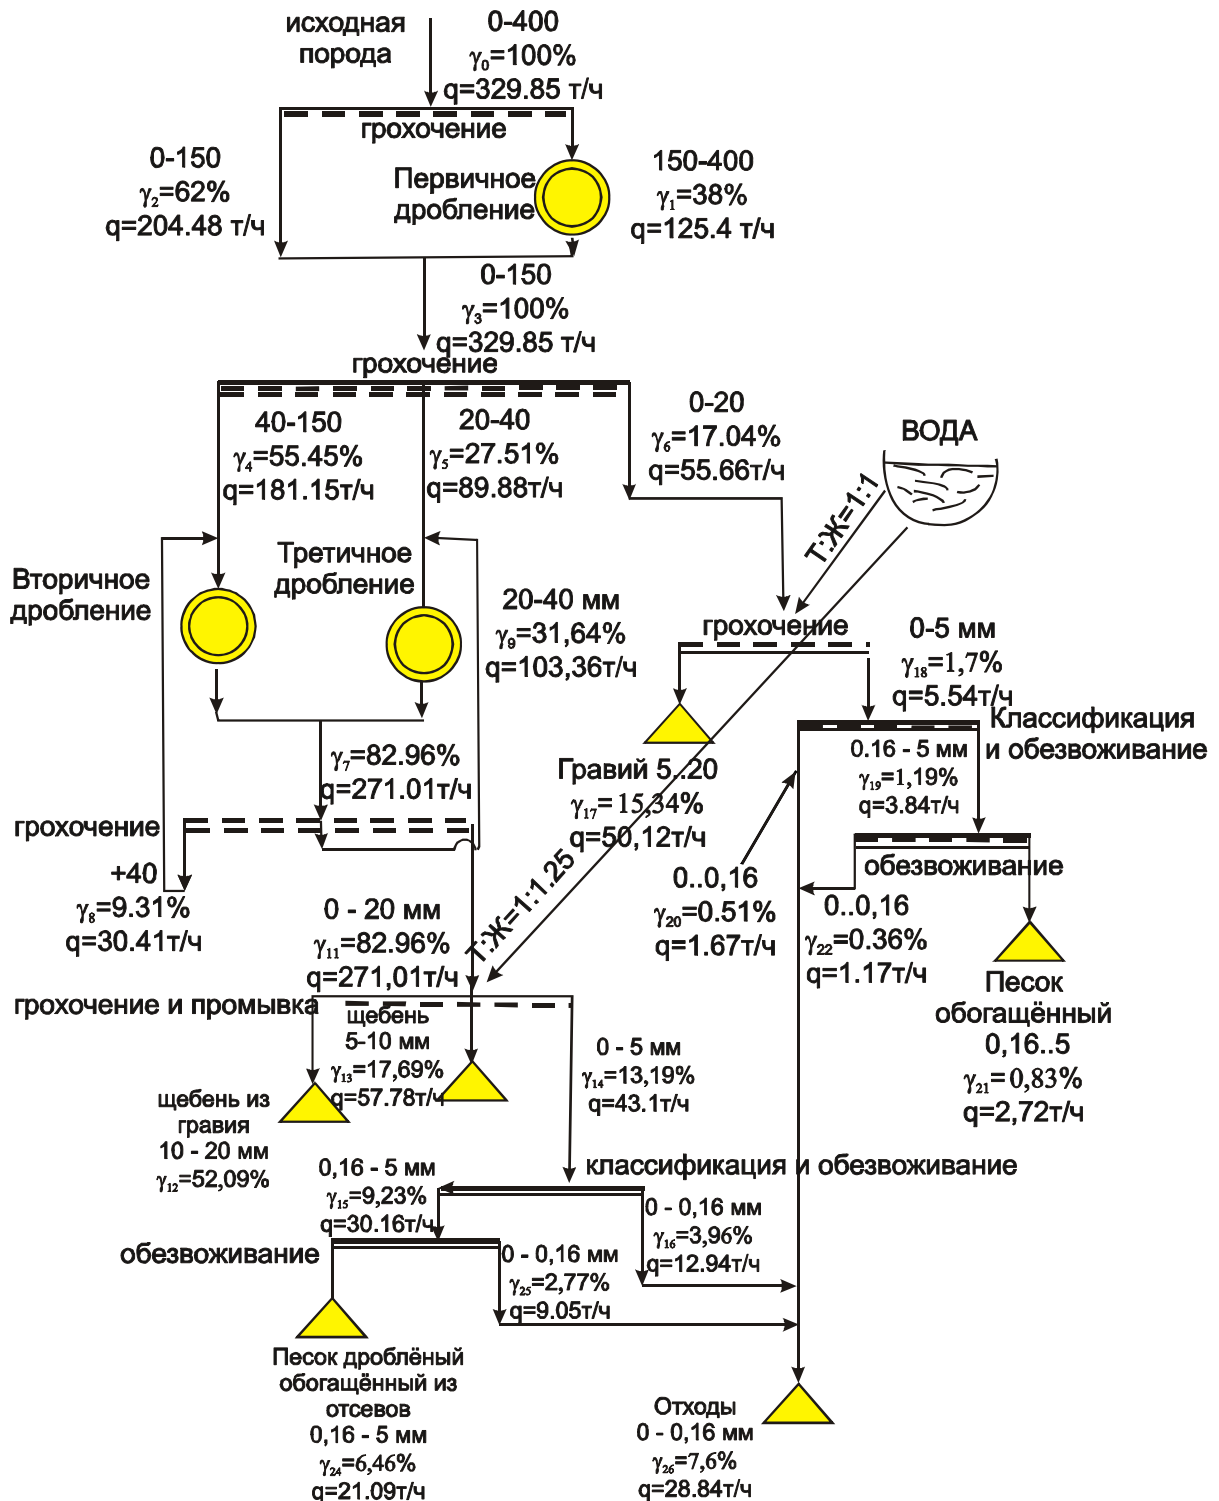 исходная
порода
0-400
γ0=100%
q=329.85 т/ч
грохочение
0-150
γ2=62%
q=204.48 т/ч
Первичное
дробление
150-400
γ1=38%
q=125.4 т/ч
0-150
γ3=100%
q=329.85 т/ч
грохочение
40-150
γ4=55.45%
q=181.15т/ч
20-40
γ5=27.51%
q=89.88т/ч
0-20
γ6=17.04%
q=55.66т/ч
ВОДА
Т:Ж=1:1
Вторичное
дробление
Третичное
дробление
20-40 мм
γ9=31,64%
q=103,36т/ч
грохочение
0-5 мм
γ18=1,7%
q=5.54т/ч
Классификация
и обезвоживание
0.16 - 5 мм
γ19=1,19%
q=3.84т/ч
γ7=82.96%
q=271.01т/ч
Гравий 5..20
γ17=15,34%
q=50,12т/ч
грохочение
+40
γ8=9.31%
q=30.41т/ч
0 - 20 мм
γ11=82.96%
q=271,01т/ч
Т:Ж=1:1.25
0..0,16
γ20=0.51%
q=1.67т/ч
обезвоживание
0..0,16
γ22=0.36%
q=1.17т/ч
Песок
обогащённый
0,16..5
γ21=0,83%
q=2,72т/ч
грохочение и промывка
щебень
5-10 мм
γ13=17,69%
q=57.78т/ч
0 - 5 мм
γ14=13,19%
q=43.1т/ч
щебень из
гравия
10 - 20 мм
γ12=52,09%
классификация и обезвоживание
0,16 - 5 мм
γ15=9,23%
q=30.16т/ч
0 - 0,16 мм
γ16=3,96%
q=12.94т/ч
обезвоживание
0 - 0,16 мм
γ25=2,77%
q=9.05т/ч
Песок дроблёный
обогащённый из
отсевов
0,16 - 5 мм
γ24=6,46%
q=21.09т/ч
Отходы
0 - 0,16 мм
γ26=7,6%
q=28.84т/ч